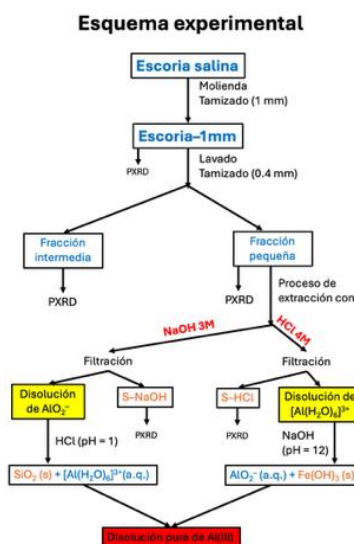 Esquema experimental
Escoria salina
Molienda
Tamizado (1 mm)
Escoria–1mm
PXRD
Lavado
Tamizado (0.4 mm)
Fracción
intermedia
Fracción
pequeña
PXRD
PXRD
Proceso de
extracción con
NaOH 3M
HCl 4M
Filtración
Filtración
Disolución
de AlO₂⁻
S–NaOH
S–HCl
Disolución de
[Al(H₂O)₆]³⁺
PXRD
PXRD
HCl (pH = 1)
NaOH
(pH = 12)
SiO₂ (s) + [Al(H₂O)₆]³⁺(a.q.)
AlO₂⁻ (a.q.) + Fe(OH)₃ (s)
Disolución pura de Al(III)